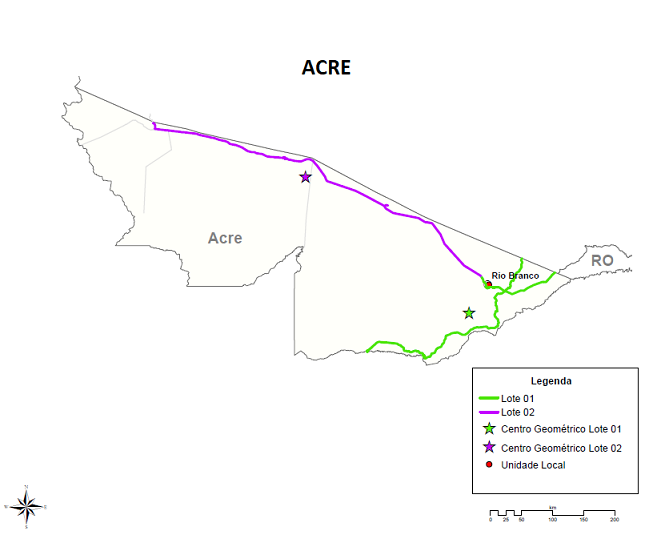 ACRE
Acre
RO
Rio Branco
Legenda
Lote 01
Lote 02
Centro Geométrico Lote 01
Centro Geométrico Lote 02
Unidade Local
km
0 25 50 100 150 200
N
S